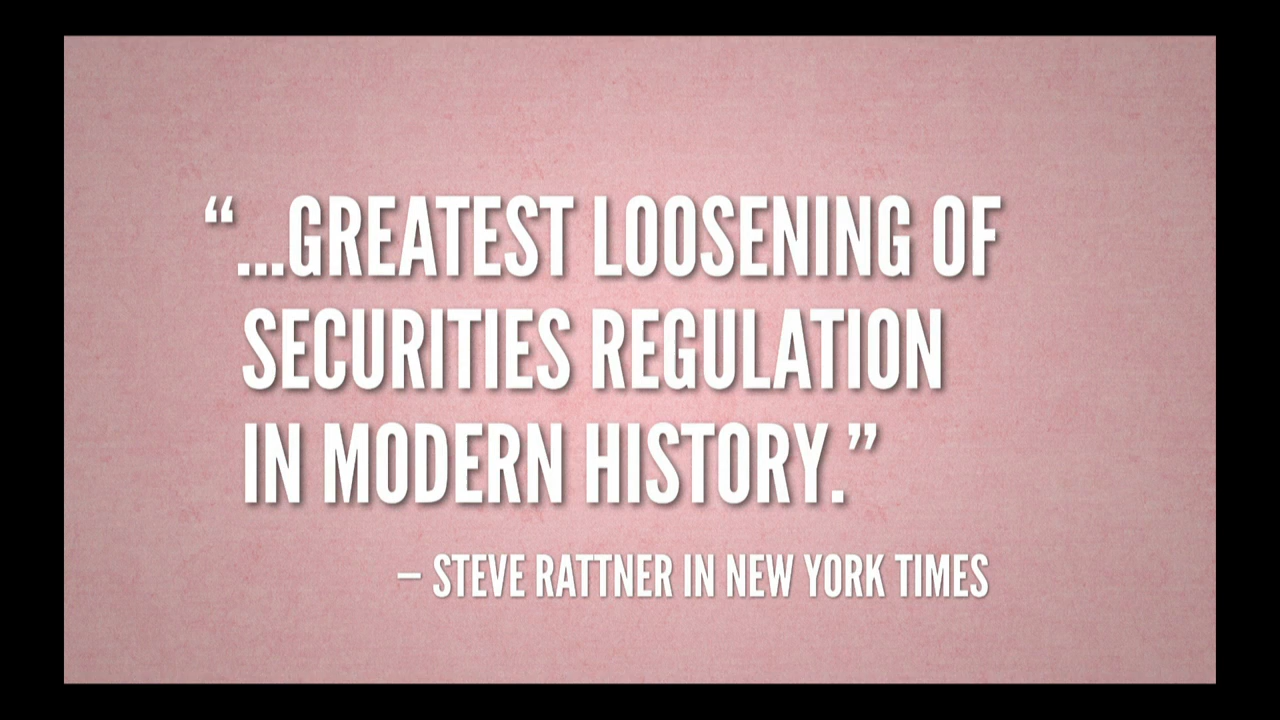 “...GREATEST LOOSENING OF
SECURITIES REGULATION
IN MODERN HISTORY.”
– STEVE RATTNER IN NEW YORK TIMES